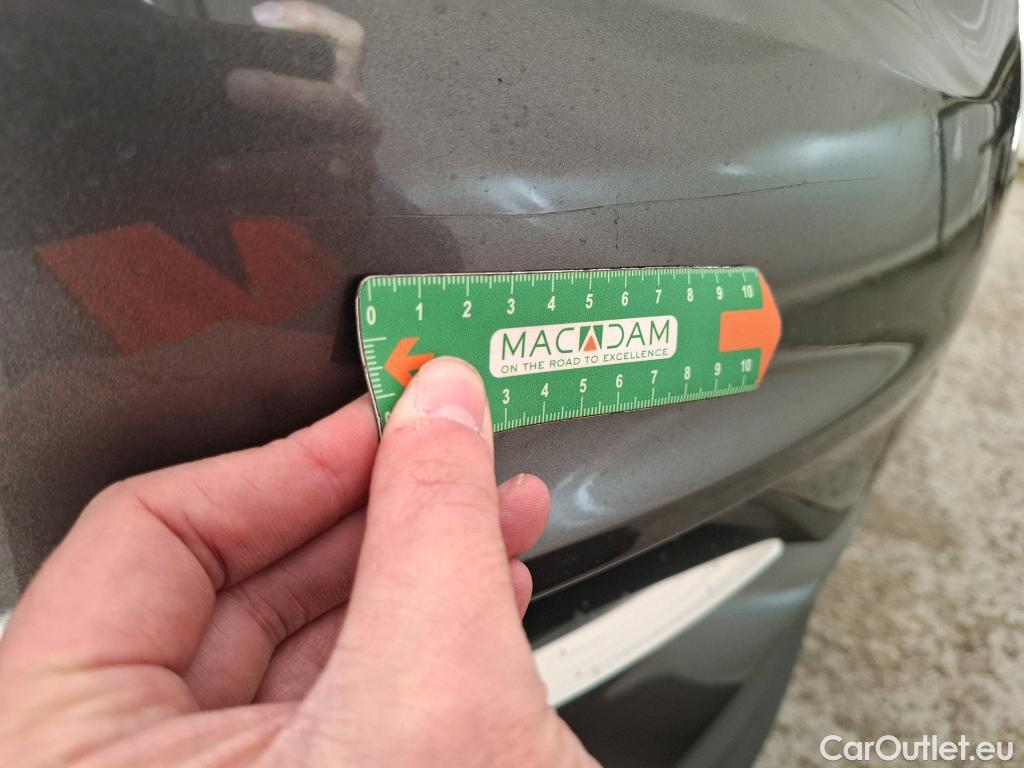 0 1 2 3 4 5 6 7 8 9 10
MACADAM
ON THE ROAD TO EXCELLENCE
3 4 5 6 7 8 9 10
CarOutlet.eu